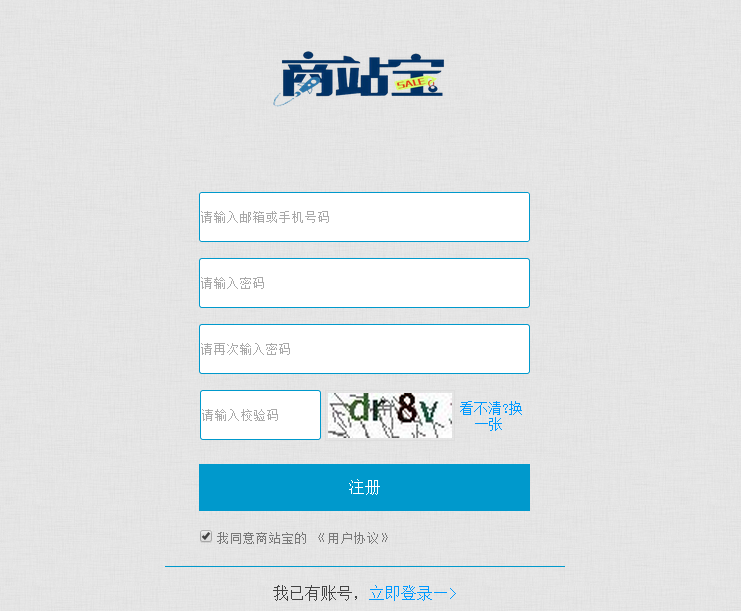 商站宝
SALE
请输入邮箱或手机号码
请输入密码
请再次输入密码
请输入校验码
dr8v
看不清?换
一张
注册
我同意商站宝的 《用户协议》
我已有账号，立即登录一>